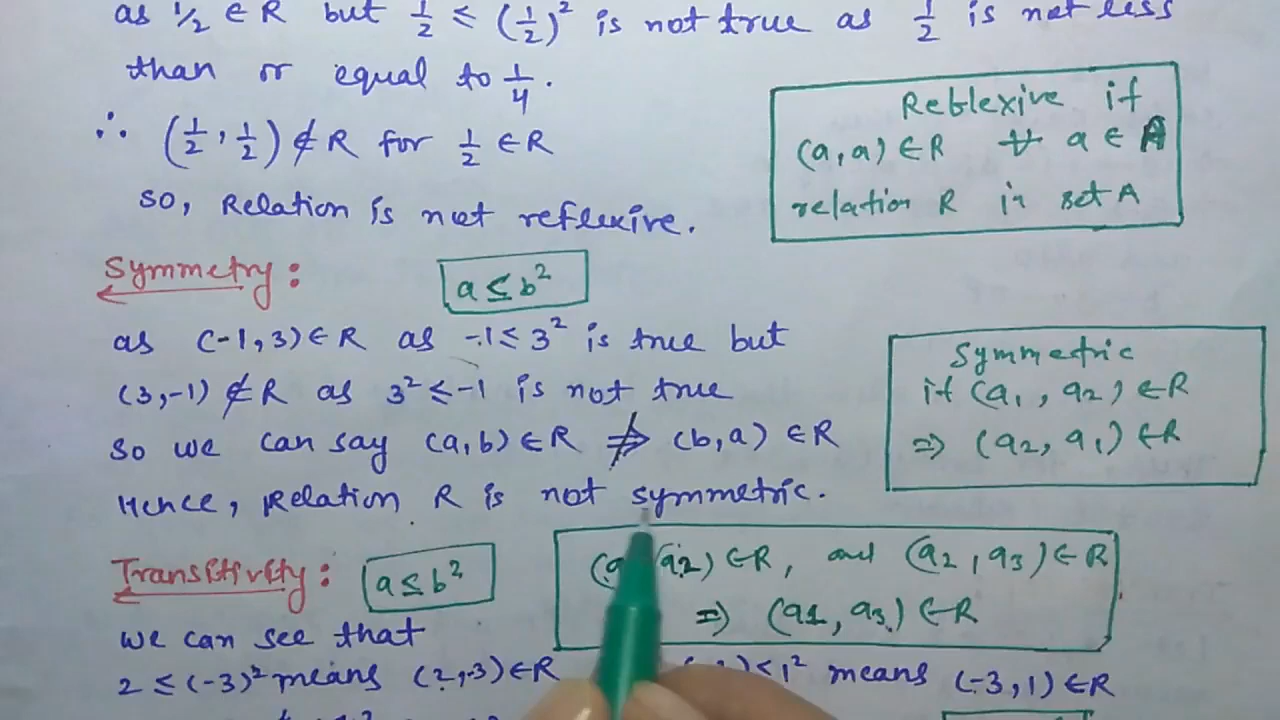 as 1/2 ∈ R but 1/2 ≤ (1/2)² is not true as 1/2 is not less
than or equal to 1/4.
∴ (1/2, 1/2) ∉ R for 1/2 ∈ R
so, Relation is not reflexive.
Reflexive if
(a, a) ∈ R ∀ a ∈ A
relation R in set A
Symmetry:
a ≤ b²
as (-1, 3) ∈ R as -1 ≤ 3² is true but
(3, -1) ∉ R as 3² ≤ -1 is not true
So we can say (a, b) ∈ R ⇏ (b, a) ∈ R
Hence, Relation R is not symmetric.
Symmetric
if (a₁, a₂) ∈ R
⇒ (a₂, a₁) ∈ R
Transitivity:
a ≤ b²
(a a₂) ∈ R, and (a₂, a₃) ∈ R
⇒ (a₁, a₃) ∈ R
we can see that
2 ≤ (-3)² means (2, -3) ∈ R ) ≤ 1² means (-3, 1) ∈ R